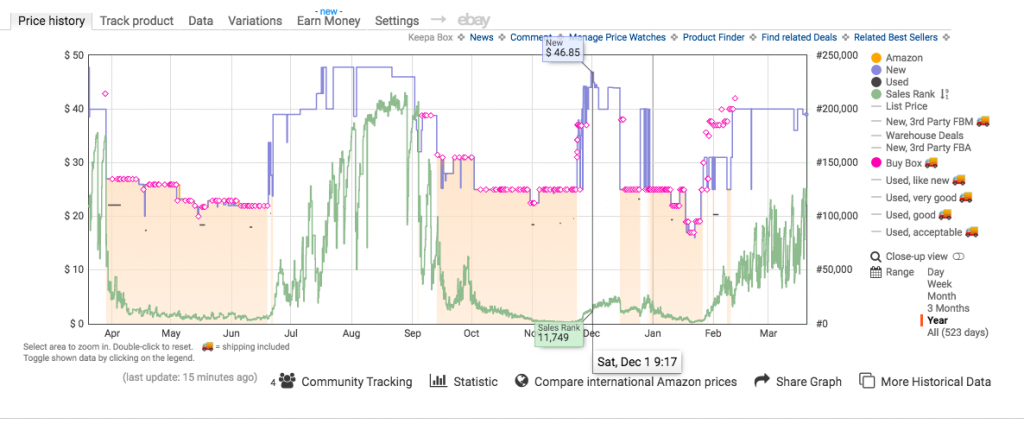 - new -
Price history Track product Data Variations Earn Money Settings → ebay
Keepa Box News Comment Manage Price Watches Product Finder Find related Deals Related Best Sellers
New
$ 46.85
$ 50
$ 40
$ 30
$ 20
$ 10
$ 0
#250,000
#200,000
#150,000
#100,000
#50,000
#0
Apr May Jun Jul Aug Sep Oct Nov Dec Jan Feb Mar
Sales Rank
11,749
Sat, Dec 1 9:17
Amazon
New
Used
Sales Rank
List Price
New, 3rd Party FBM
Warehouse Deals
New, 3rd Party FBA
Buy Box
Used, like new
Used, very good
Used, good
Used, acceptable
Close-up view
Range Day
Week
Month
3 Months
Year
All (523 days)
Select area to zoom in. Double-click to reset. = shipping included
Toggle shown data by clicking on the legend.
(last update: 15 minutes ago) 4 Community Tracking Statistic Compare international Amazon prices Share Graph More Historical Data